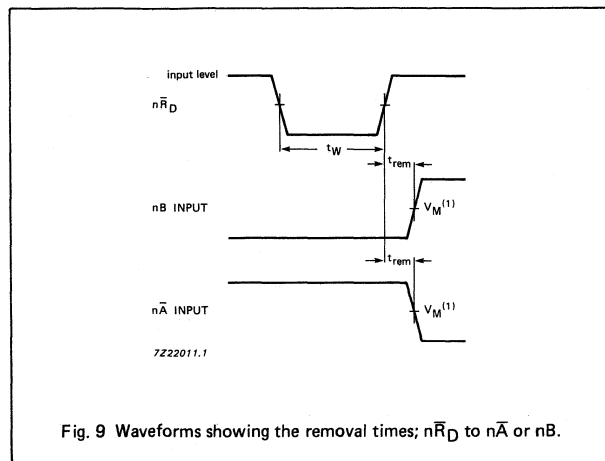 input level
nR̅D
tW
trem
nB INPUT
VM(1)
trem
nA̅ INPUT
VM(1)
7Z22011.1
Fig. 9 Waveforms showing the removal times; nR̅D to nA̅ or nB.